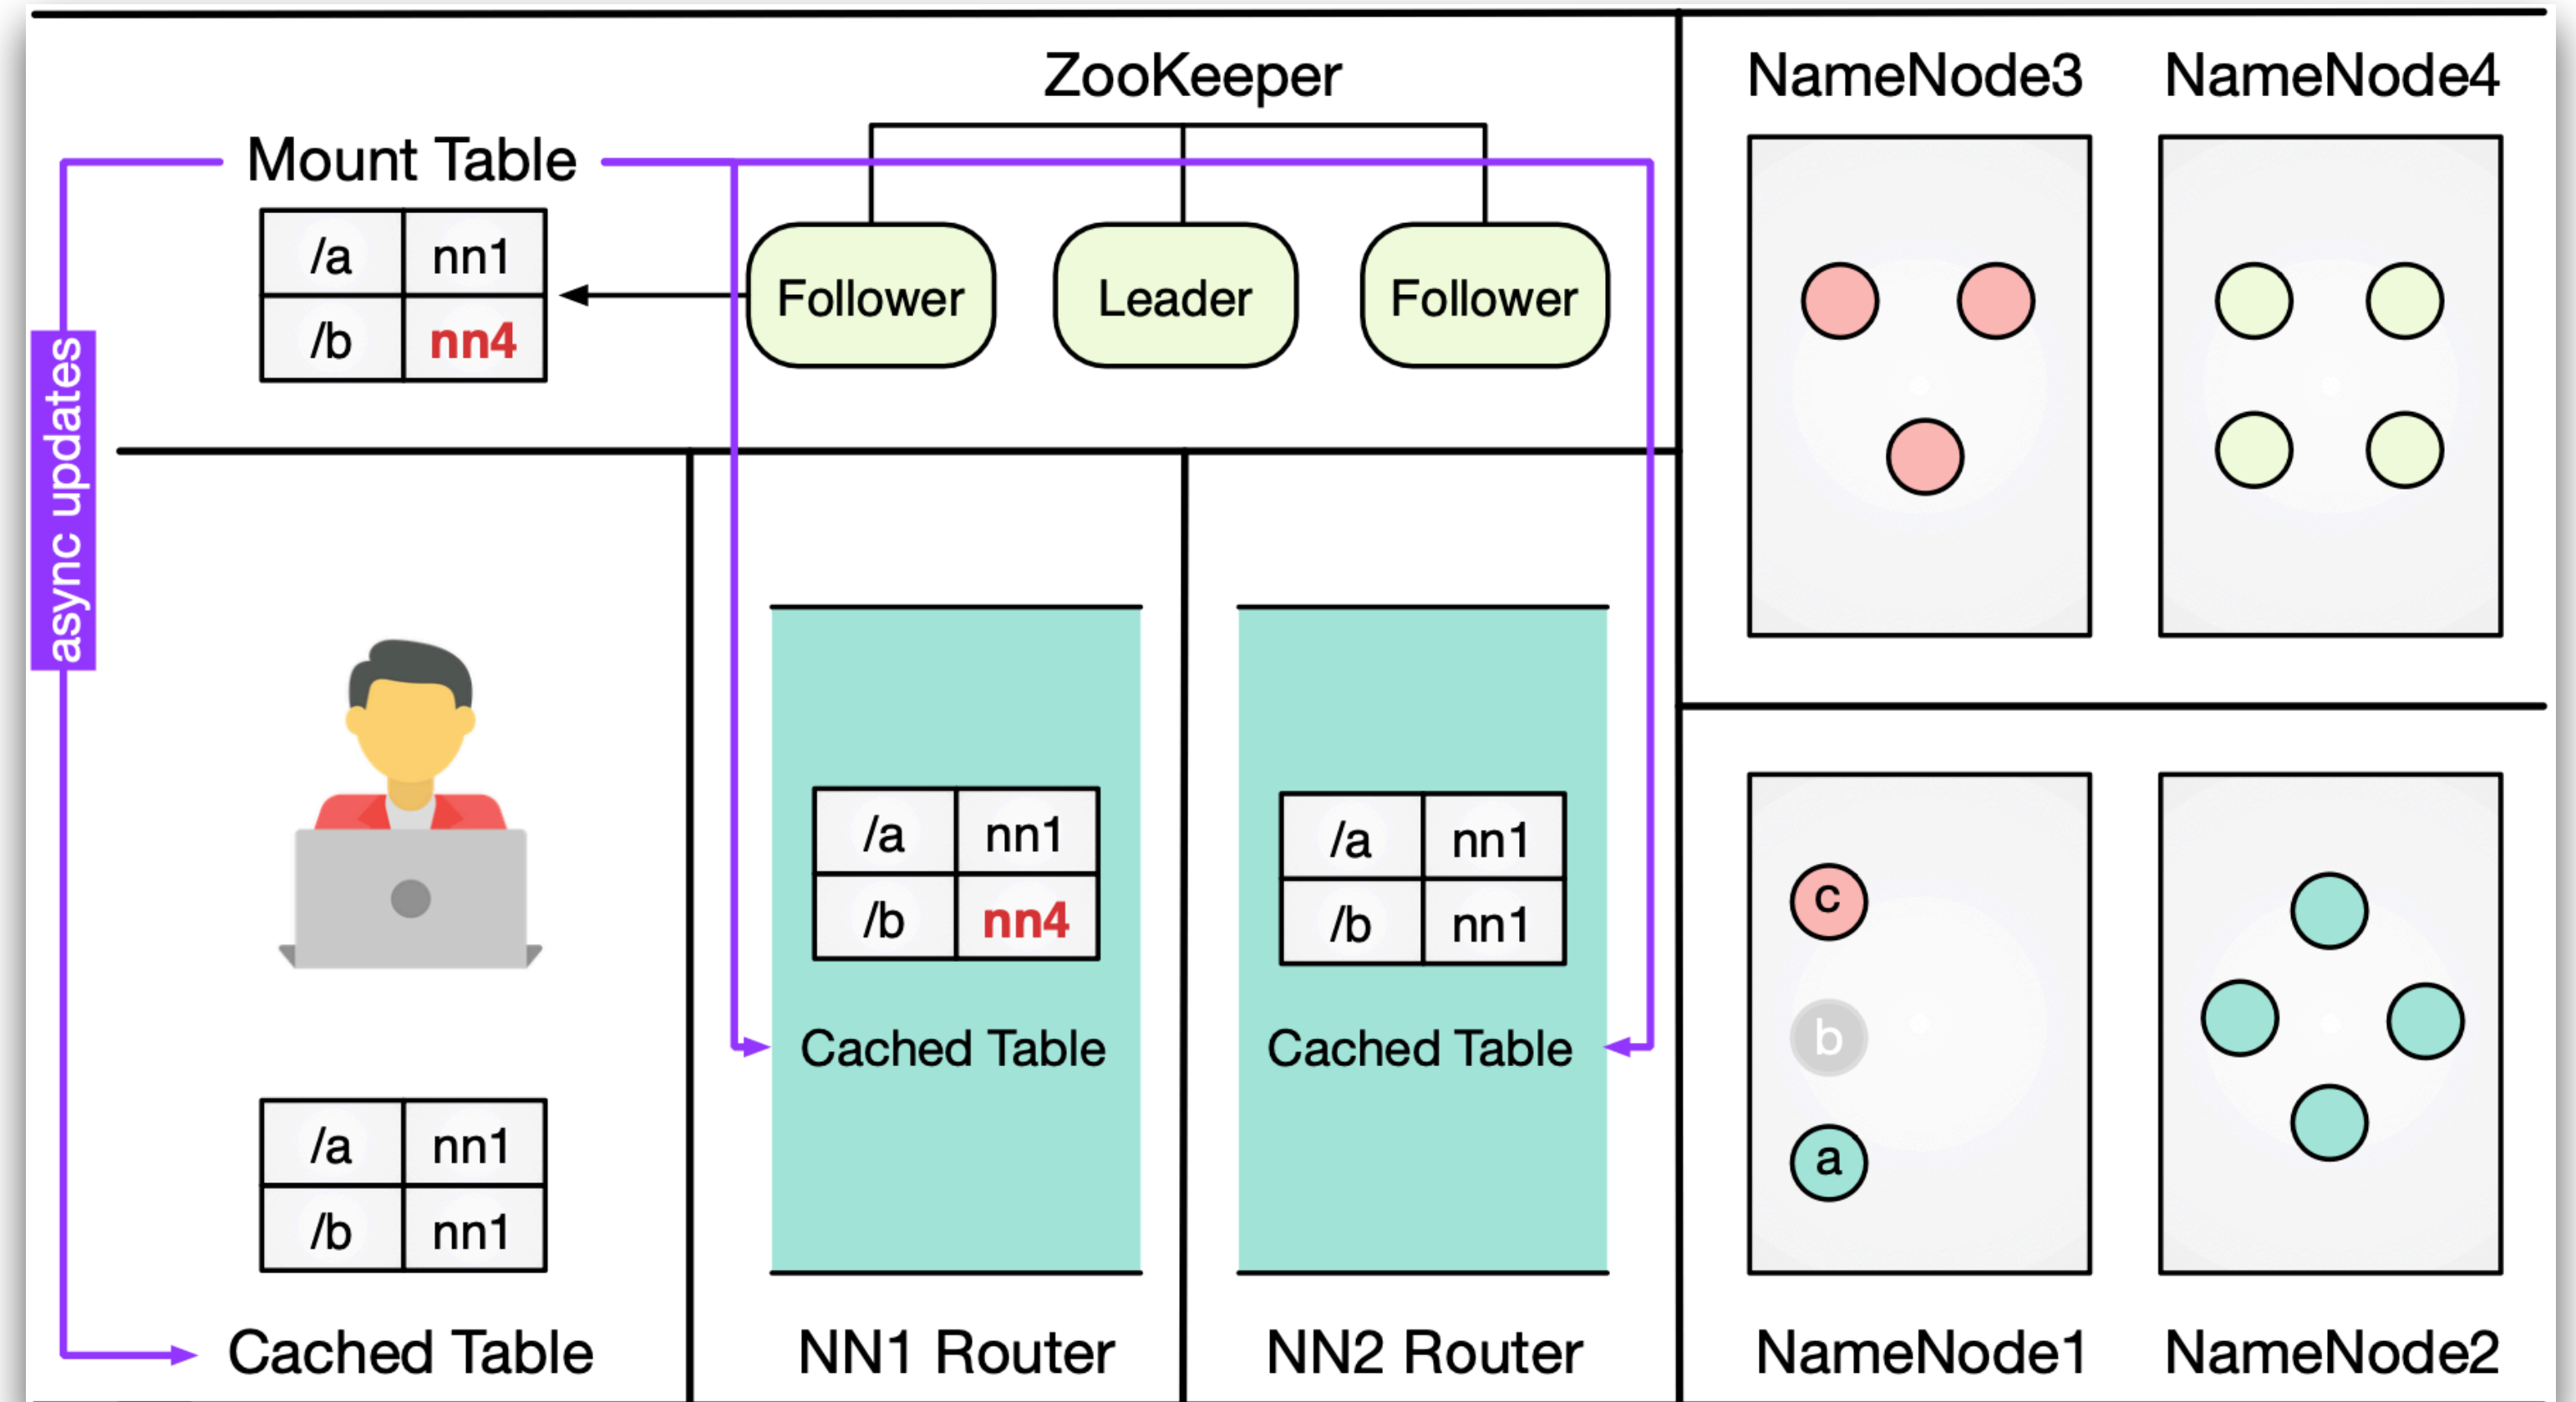 ZooKeeper
NameNode3
NameNode4
Mount Table
/a nn1
/b nn4
Follower
Leader
Follower
async updates
/a nn1
/b nn4
Cached Table
/a nn1
/b nn1
Cached Table
/a nn1
/b nn1
Cached Table
NN1 Router
NN2 Router
c
b
a
NameNode1
NameNode2